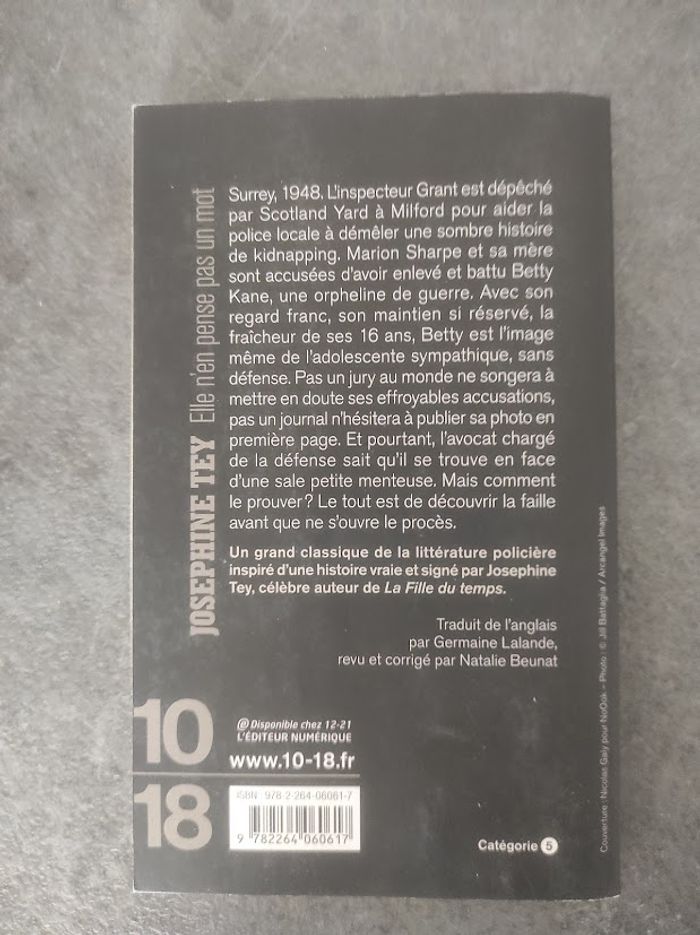 JOSEPHINE TEY Elle n'en pense pas un mot
Surrey, 1948. L'inspecteur Grant est dépêché
par Scotland Yard à Milford pour aider la
police locale à démêler une sombre histoire
de kidnapping. Marion Sharpe et sa mère
sont accusées d'avoir enlevé et battu Betty
Kane, une orpheline de guerre. Avec son
regard franc, son maintien si réservé, la
fraîcheur de ses 16 ans, Betty est l'image
même de l'adolescente sympathique, sans
défense. Pas un jury au monde ne songera à
mettre en doute ses effroyables accusations,
pas un journal n'hésitera à publier sa photo en
première page. Et pourtant, l'avocat chargé
de la défense sait qu'il se trouve en face
d'une sale petite menteuse. Mais comment
le prouver ? Le tout est de découvrir la faille
avant que ne s'ouvre le procès.
Un grand classique de la littérature policière
inspiré d'une histoire vraie et signé par Josephine
Tey, célèbre auteur de La Fille du temps.
Traduit de l'anglais
par Germaine Lalande,
revu et corrigé par Natalie Beunat
10
18
@ Disponible chez 12-21
L'ÉDITEUR NUMÉRIQUE
www.10-18.fr
ISBN : 978-2-264-06061-7
9 782264 060617
Catégorie 5
Couverture : Nicolas Galy pour NoOok – Photo : © Jill Battaglia / Arcangel Images